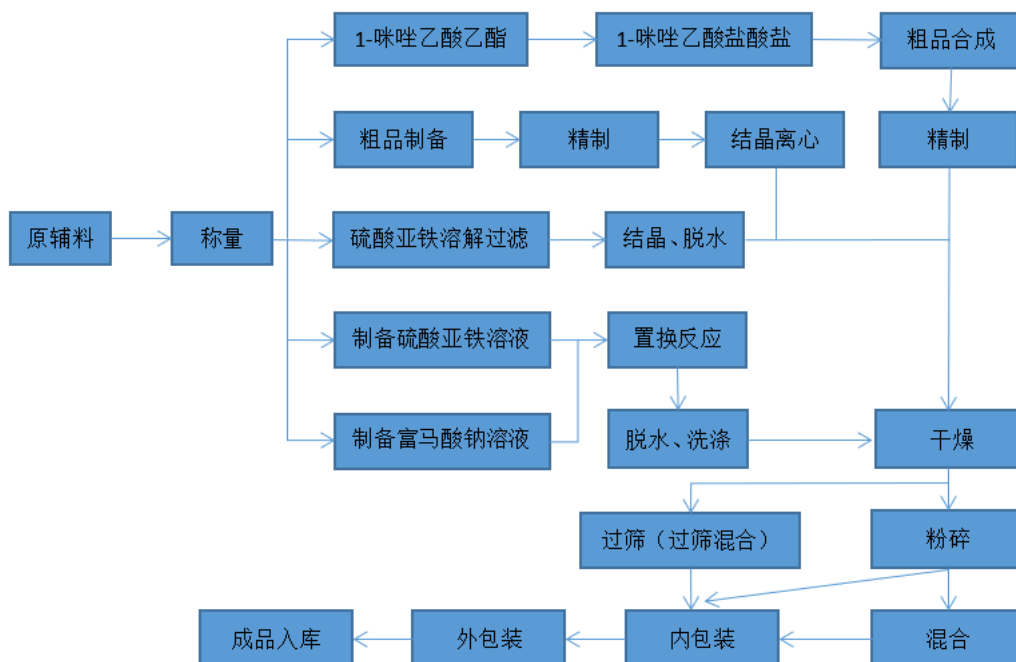 1-咪唑乙酸乙酯
1-咪唑乙酸盐酸盐
粗品合成
粗品制备
精制
结晶离心
精制
原辅料
称量
硫酸亚铁溶解过滤
结晶、脱水
制备硫酸亚铁溶液
置换反应
制备富马酸钠溶液
脱水、洗涤
干燥
过筛（过筛混合）
粉碎
成品入库
外包装
内包装
混合